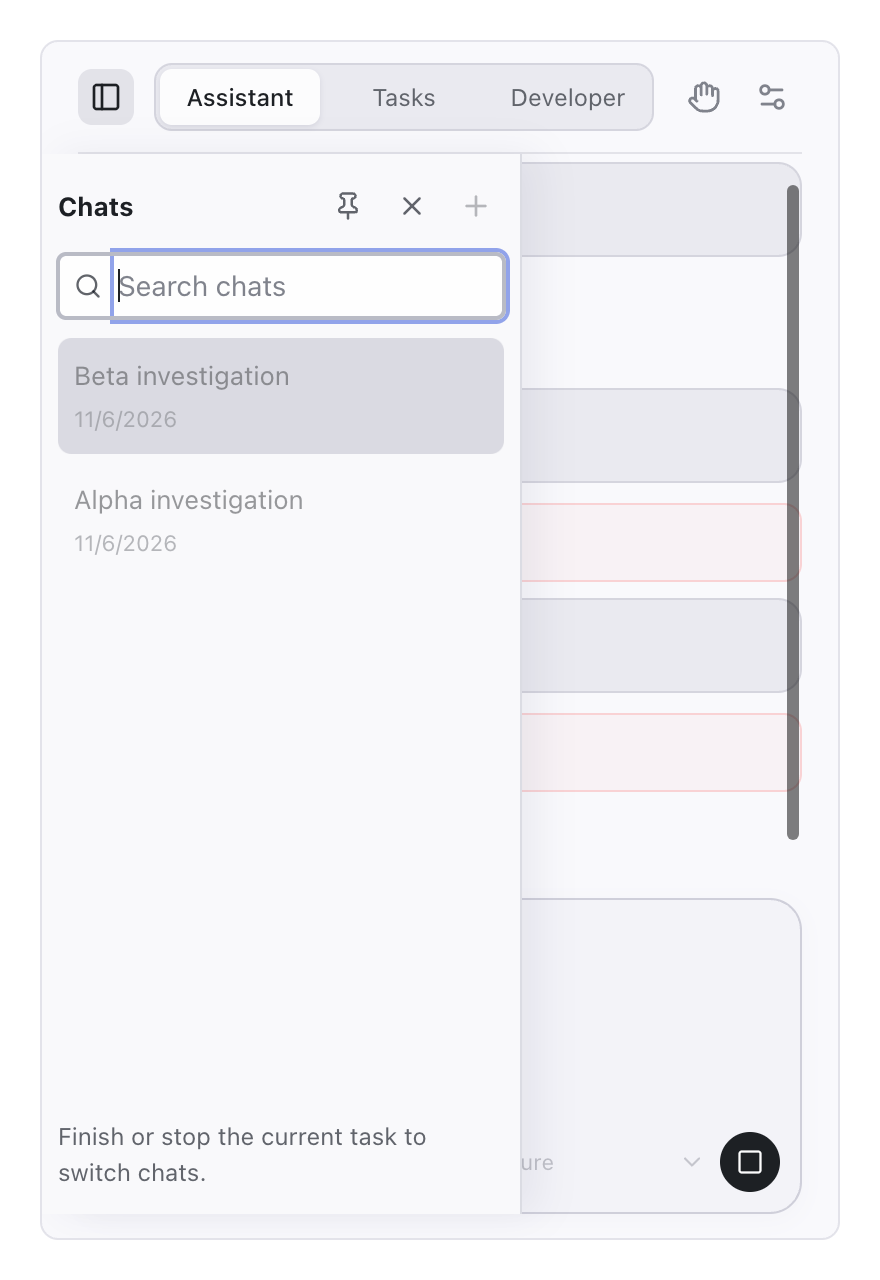 Assistant Tasks Developer
Chats
Search chats
Beta investigation
11/6/2026
Alpha investigation
11/6/2026
Finish or stop the current task to
switch chats.
ure